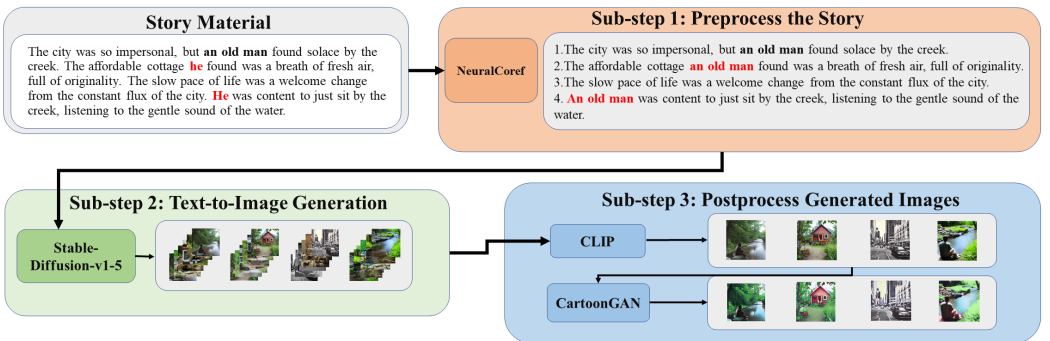 Story Material
The city was so impersonal, but an old man found solace by the
creek. The affordable cottage he found was a breath of fresh air,
full of originality. The slow pace of life was a welcome change
from the constant flux of the city. He was content to just sit by the
creek, listening to the gentle sound of the water.
Sub-step 1: Preprocess the Story
NeuralCoref
1.The city was so impersonal, but an old man found solace by the creek.
2.The affordable cottage an old man found was a breath of fresh air, full of originality.
3.The slow pace of life was a welcome change from the constant flux of the city.
4. An old man was content to just sit by the creek, listening to the gentle sound of the
water.
Sub-step 2: Text-to-Image Generation
Stable-
Diffusion-v1-5
Sub-step 3: Postprocess Generated Images
CLIP
CartoonGAN